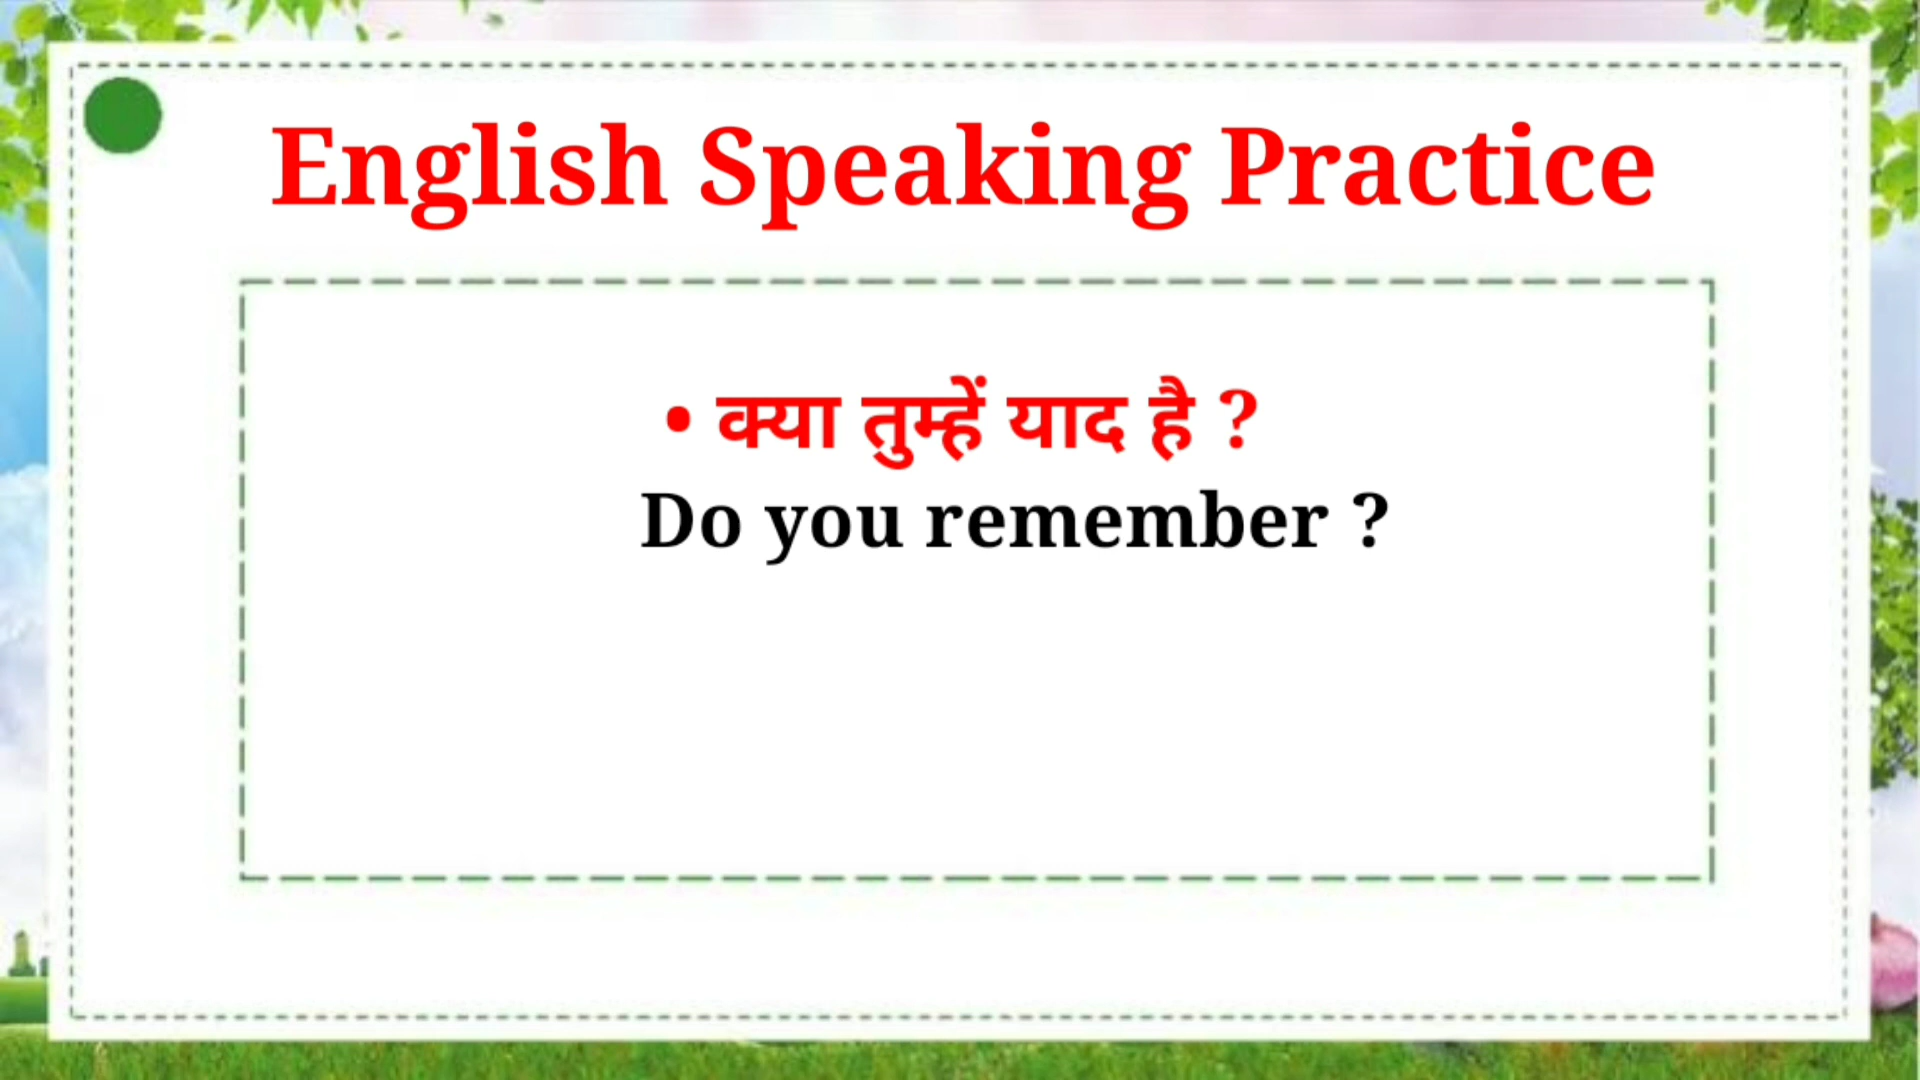 English Speaking Practice
• क्या तुम्हें याद है ?
Do you remember ?